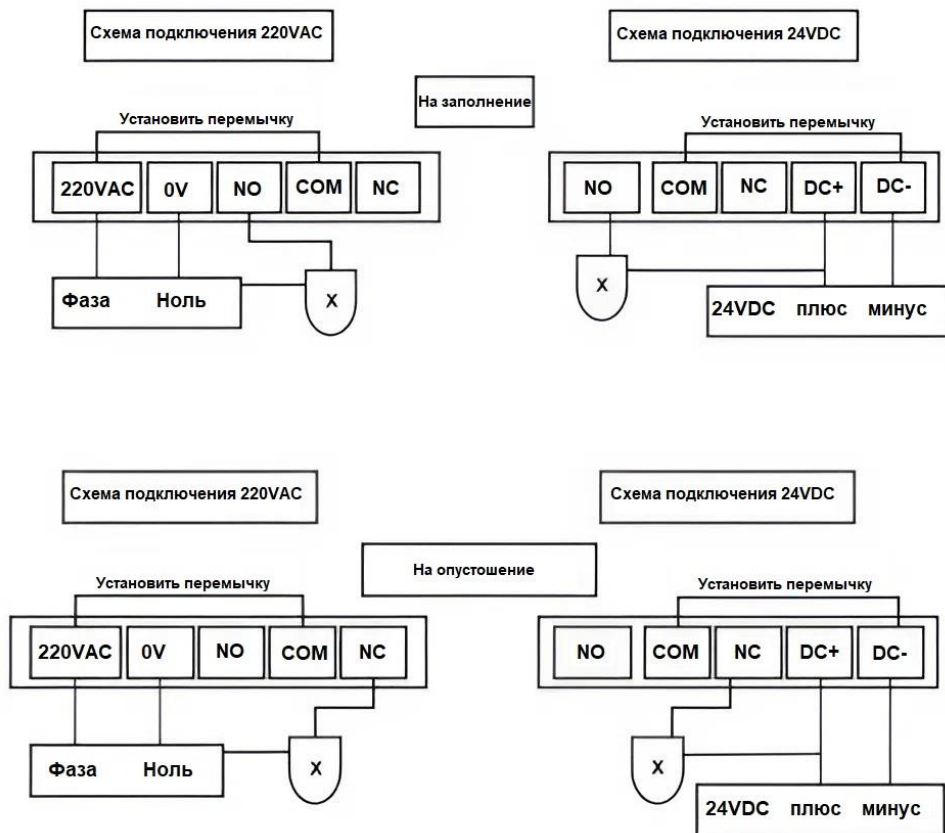 Схема подключения 220VAC
Схема подключения 24VDC
На заполнение
Установить перемычку
Установить перемычку
220VAC 0V NO COM NC
NO COM NC DC+ DC-
X
X
Фаза Ноль
24VDC плюс минус
Схема подключения 220VAC
Схема подключения 24VDC
На опустошение
Установить перемычку
Установить перемычку
220VAC 0V NO COM NC
NO COM NC DC+ DC-
X
X
Фаза Ноль
24VDC плюс минус